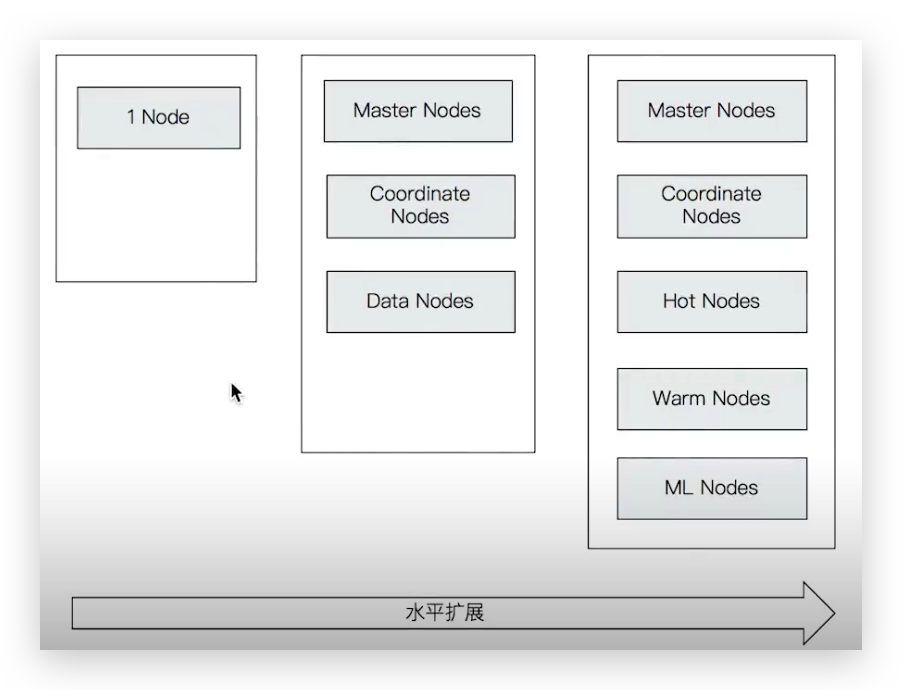 1 Node
Master Nodes
Coordinate
Nodes
Data Nodes
Master Nodes
Coordinate
Nodes
Hot Nodes
Warm Nodes
ML Nodes
水平扩展